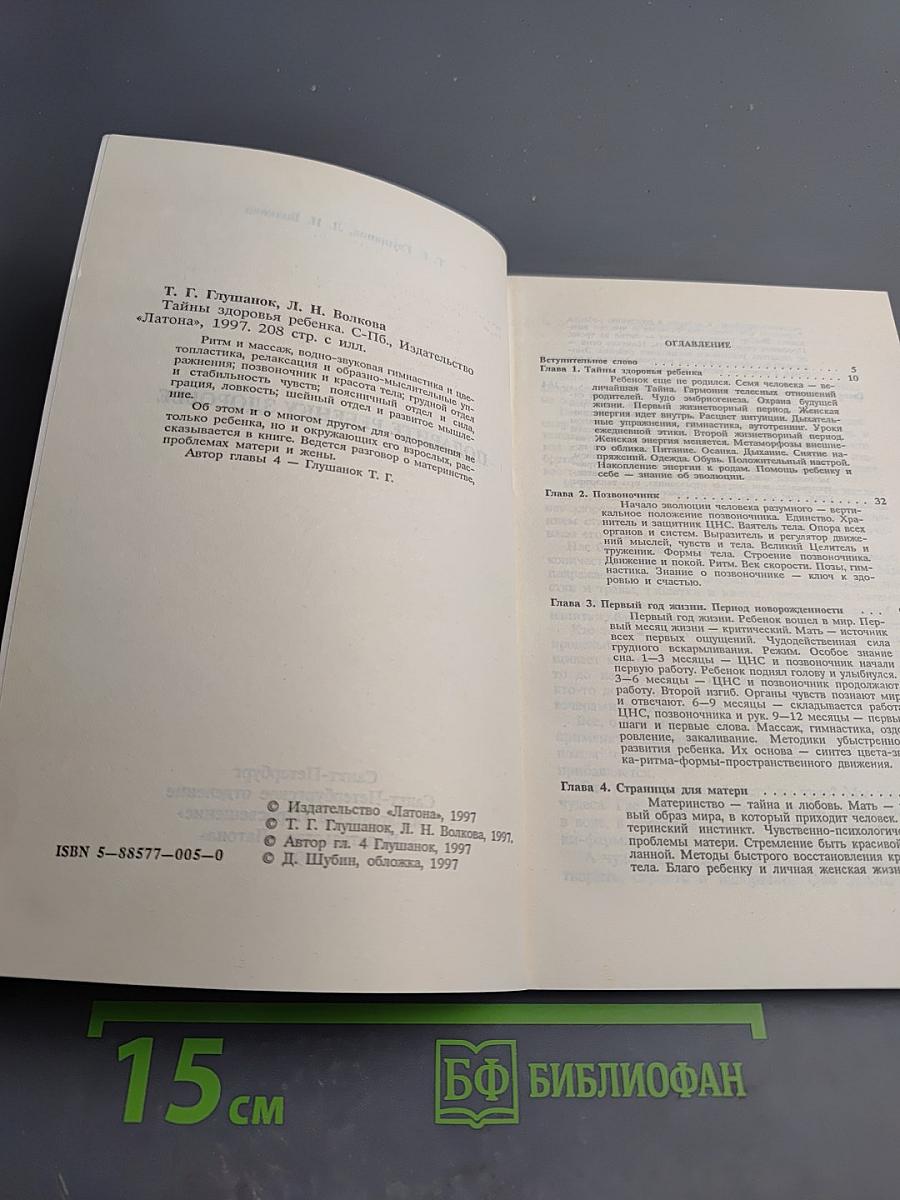 Т. Г. Глушанок, Л. Н. Волкова
Тайны здоровья ребенка. С-Пб., Издательство
«Латона», 1997. 208 стр. с илл.
Ритм и массаж, водно-звуковая гимнастика и цве-
топластика, релаксация и образно-мыслительные уп-
ражнения; позвоночник и красота тела; грудной отдел
и стабильность чувств; поясничный отдел и сила,
грация, ловкость; шейный отдел и развитое мышле-
ние.
Об этом и о многом другом для оздоровления не
только ребенка, но и окружающих его взрослых, рас-
сказывается в книге. Ведется разговор о материнстве,
проблемах матери и жены.
Автор главы 4 — Глушанок Т. Г.
ISBN 5—88577—005—0
© Издательство «Латона», 1997
© Т. Г. Глушанок, Л. Н. Волкова, 1997,
© Автор гл. 4 Глушанок, 1997
© Д. Шубин, обложка, 1997
ОГЛАВЛЕНИЕ
Вступительное слово . . . . . . . . . . . . . . . . . . 5
Глава 1. Тайны здоровья ребенка . . . . . . . . . . . . . . 10
Ребенок еще не родился. Семя человека — ве-
личайшая Тайна. Гармония телесных отношений
родителей. Чудо эмбриогенеза. Охрана будущей
жизни. Первый жизнетворный период. Женская
энергия идет внутрь. Расцвет интуиции. Дыхатель-
ные упражнения, гимнастика, аутотренинг. Уроки
ежедневной этики. Второй жизнетворный период.
Женская энергия меняется. Метаморфозы внешне-
го облика. Питание. Осанка. Дыхание. Снятие на-
пряжений. Одежда. Обувь. Положительный настрой.
Накопление энергии к родам. Помощь ребенку и
себе — знание об эволюции.
Глава 2. Позвоночник . . . . . . . . . . . . . . . . . . . . . . 32
Начало эволюции человека разумного — верти-
кальное положение позвоночника. Единство. Хра-
нитель и защитник ЦНС. Ваятель тела. Опора всех
органов и систем. Выразитель и регулятор движе-
ний мыслей, чувств и тела. Великий Целитель и
труженик. Формы тела. Строение позвоночника.
Движение и покой. Ритм. Век скорости. Позы, гим-
настика. Знание о позвоночнике — ключ к здо-
ровью и счастью.
Глава 3. Первый год жизни. Период новорожденности . . .
Первый год жизни. Ребенок вошел в мир. Пер-
вый месяц жизни — критический. Мать — источник
всех первых ощущений. Чудодейственная сила
грудного вскармливания. Режим. Особое знание
сна. 1—3 месяцы — ЦНС и позвоночник начали
первую работу. Ребенок поднял голову и улыбнулся.
3—6 месяцы — ЦНС и позвоночник продолжают
работу. Второй изгиб. Органы чувств познают мир
и отвечают. 6—9 месяцы — складывается работа
ЦНС, позвоночника и рук. 9—12 месяцы — первы
шаги и первые слова. Массаж, гимнастика, оздо
ровление, закаливание. Методики убыстренно
развития ребенка. Их основа — синтез цвета-зв
ка-ритма-формы-пространственного движения.
Глава 4. Страницы для матери . . . . . . . . . . . . . . . . .
Материнство — тайна и любовь. Мать —
вый образ мира, в который приходит человек.
теринский инстинкт. Чувственно-психологиче
проблемы матери. Стремление быть красивой
ланной. Методы быстрого восстановления кр
тела. Благо ребенку и личная женская жизн
15 см
БФ БИБЛИОФАН